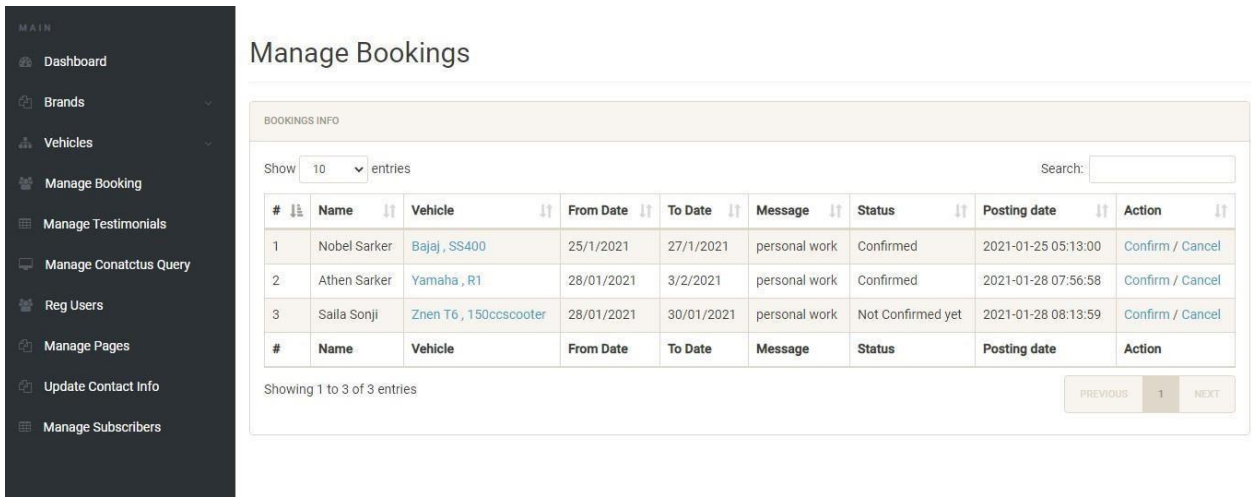 MAIN
Dashboard
Brands
Vehicles
Manage Booking
Manage Testimonials
Manage Conatctus Query
Reg Users
Manage Pages
Update Contact Info
Manage Subscribers
Manage Bookings
BOOKINGS INFO
Show 10 entries Search:
# Name Vehicle From Date To Date Message Status Posting date Action
1 Nobel Sarker Bajaj , SS400 25/1/2021 27/1/2021 personal work Confirmed 2021-01-25 05:13:00 Confirm / Cancel
2 Athen Sarker Yamaha , R1 28/01/2021 3/2/2021 personal work Confirmed 2021-01-28 07:56:58 Confirm / Cancel
3 Saila Sonji Znen T6 , 150ccscooter 28/01/2021 30/01/2021 personal work Not Confirmed yet 2021-01-28 08:13:59 Confirm / Cancel
# Name Vehicle From Date To Date Message Status Posting date Action
Showing 1 to 3 of 3 entries PREVIOUS 1 NEXT